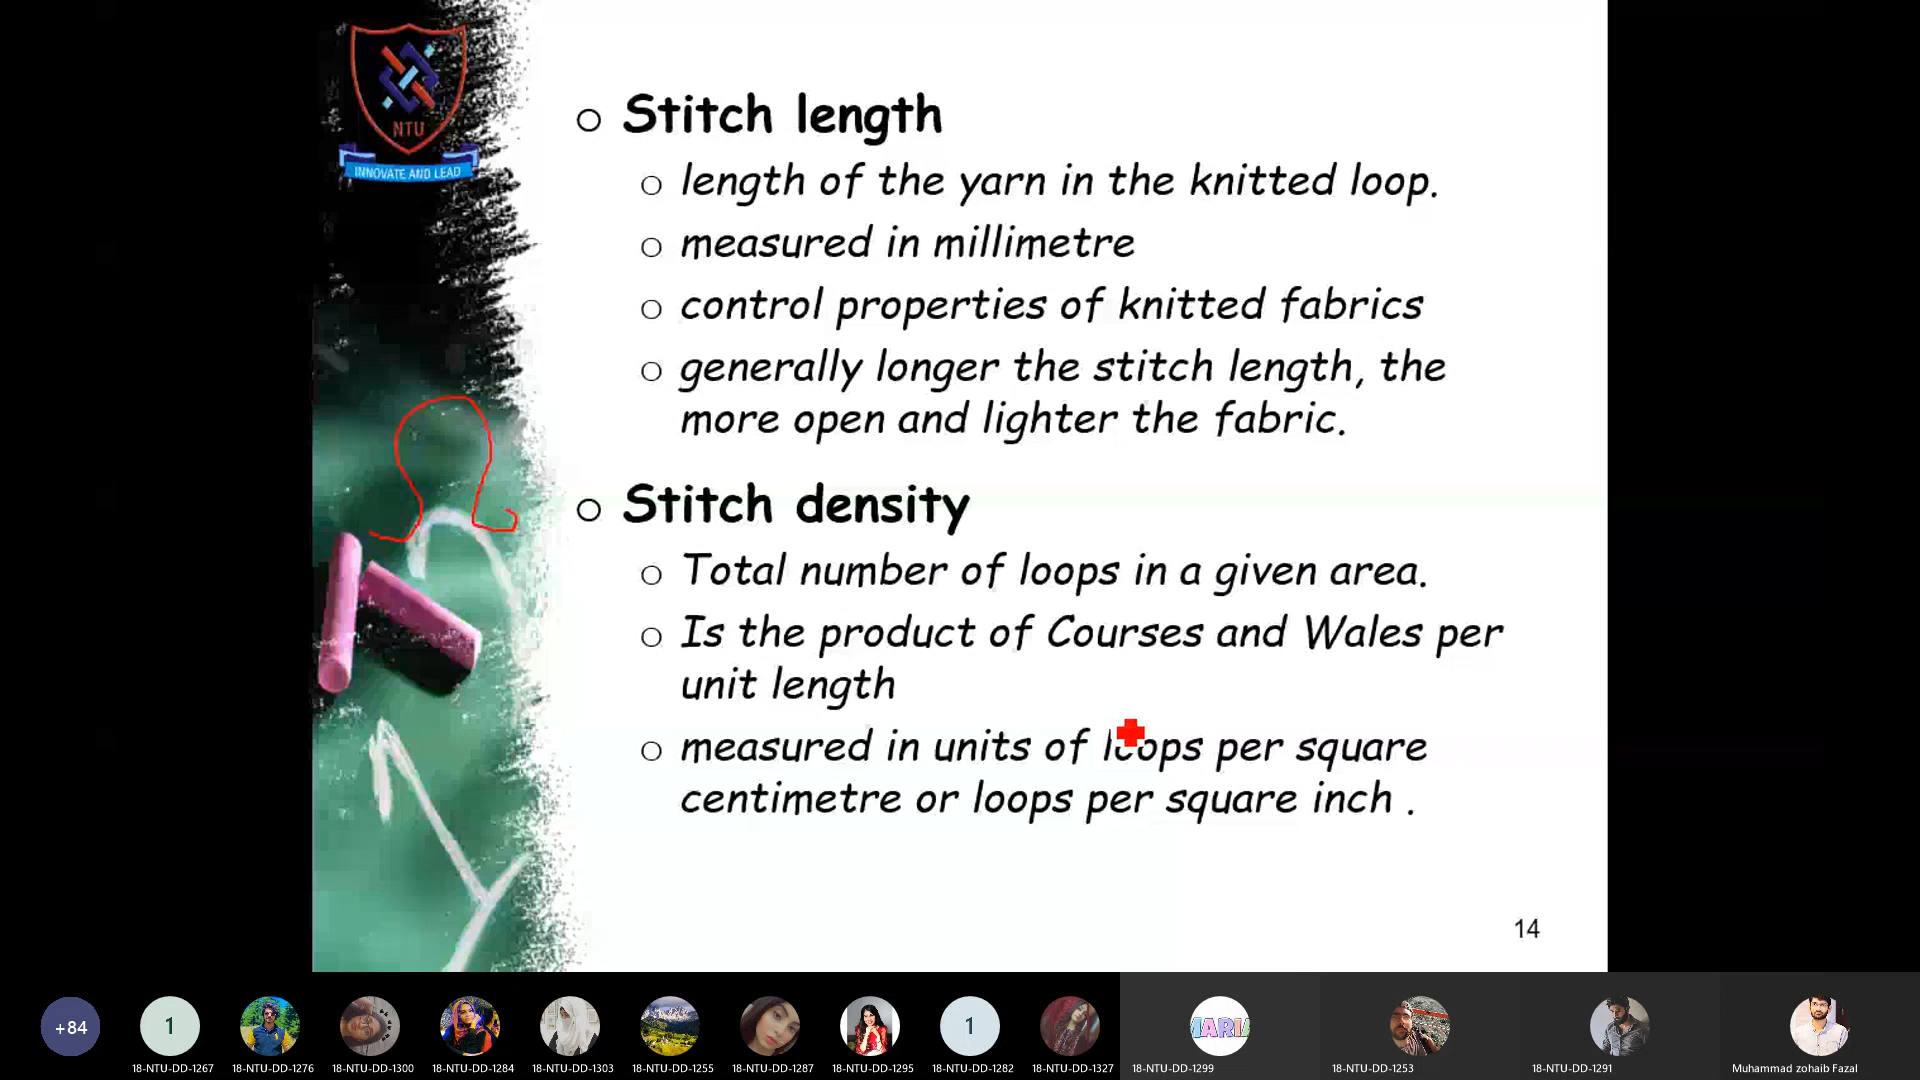 NTU
INNOVATE AND LEAD
o Stitch length
o length of the yarn in the knitted loop.
o measured in millimetre
o control properties of knitted fabrics
o generally longer the stitch length, the
more open and lighter the fabric.
o Stitch density
o Total number of loops in a given area.
o Is the product of Courses and Wales per
unit length
o measured in units of loops per square
centimetre or loops per square inch .
14
+84
1
1
MARIA
18-NTU-DD-1267
18-NTU-DD-1276
18-NTU-DD-1300
18-NTU-DD-1284
18-NTU-DD-1303
18-NTU-DD-1255
18-NTU-DD-1287
18-NTU-DD-1295
18-NTU-DD-1282
18-NTU-DD-1327
18-NTU-DD-1299
18-NTU-DD-1253
18-NTU-DD-1291
Muhammad zohaib Fazal